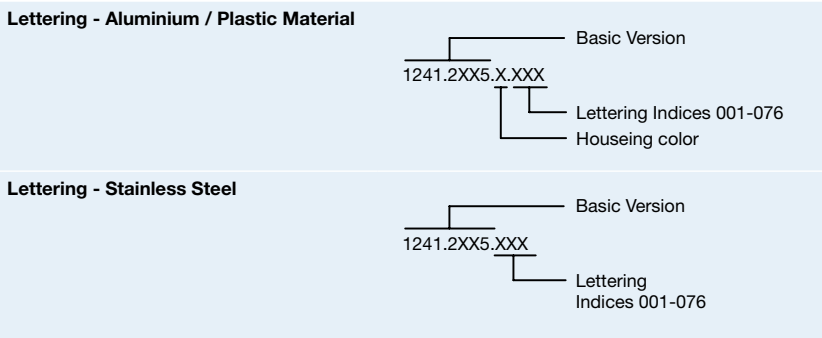 Lettering - Aluminium / Plastic Material
Basic Version
1241.2XX5.X.XXX
Lettering Indices 001-076
Houseing color
Lettering - Stainless Steel
Basic Version
1241.2XX5.XXX
Lettering
Indices 001-076